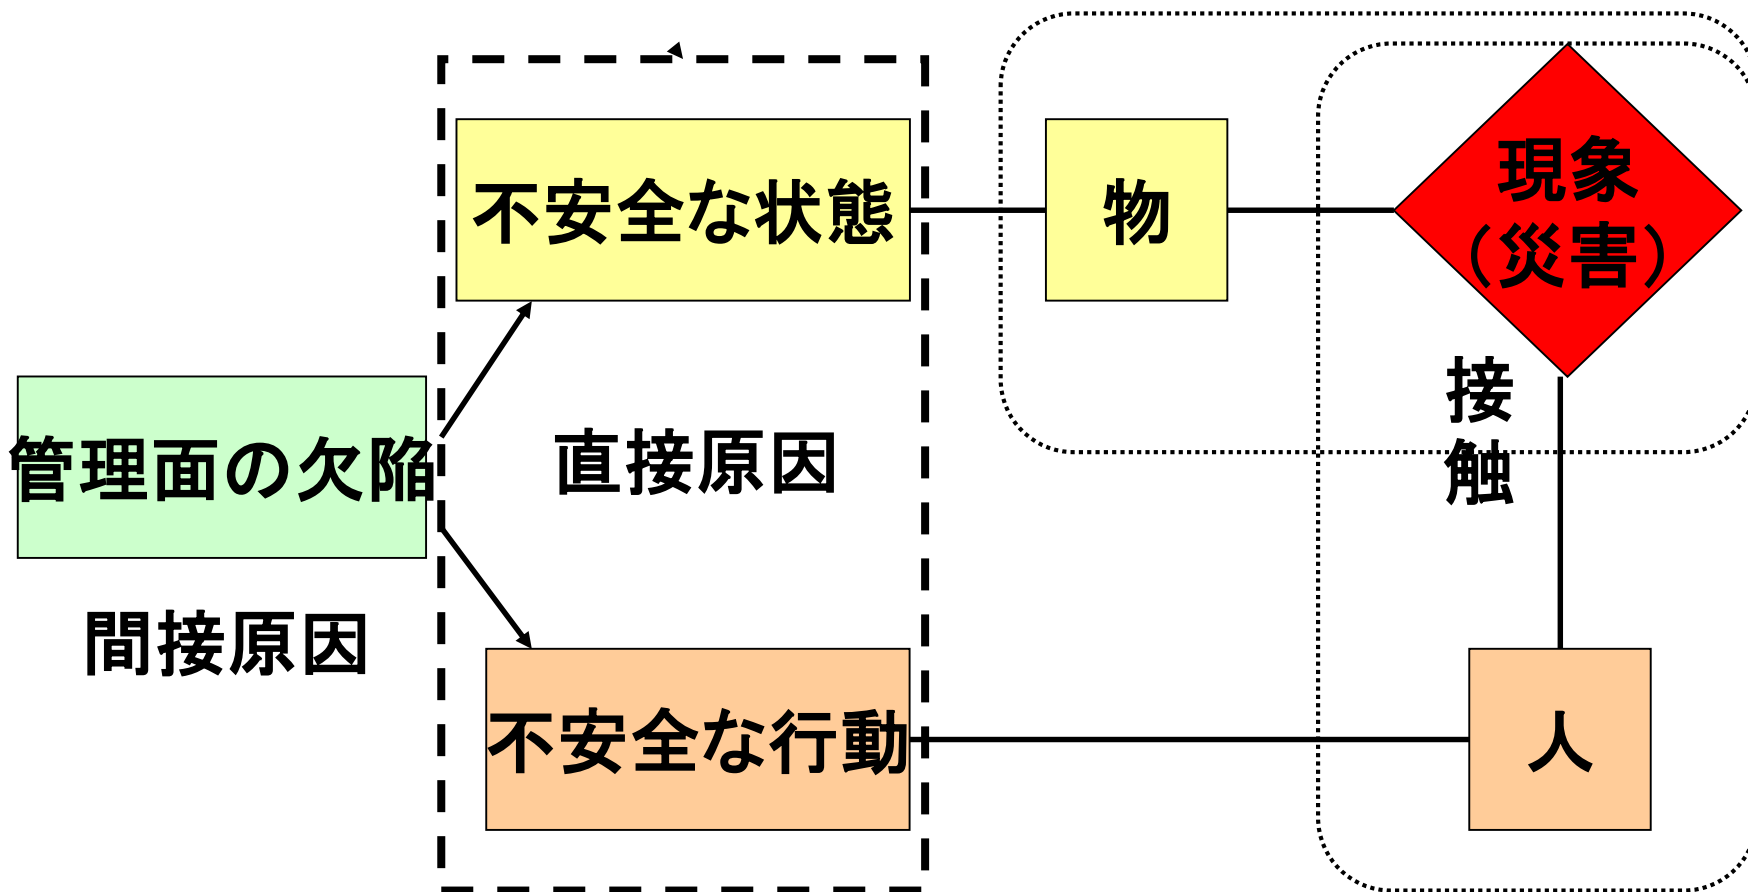 不安全な状態
物
現象
（災害）
接
触
管理面の欠陥
直接原因
間接原因
不安全な行動
人